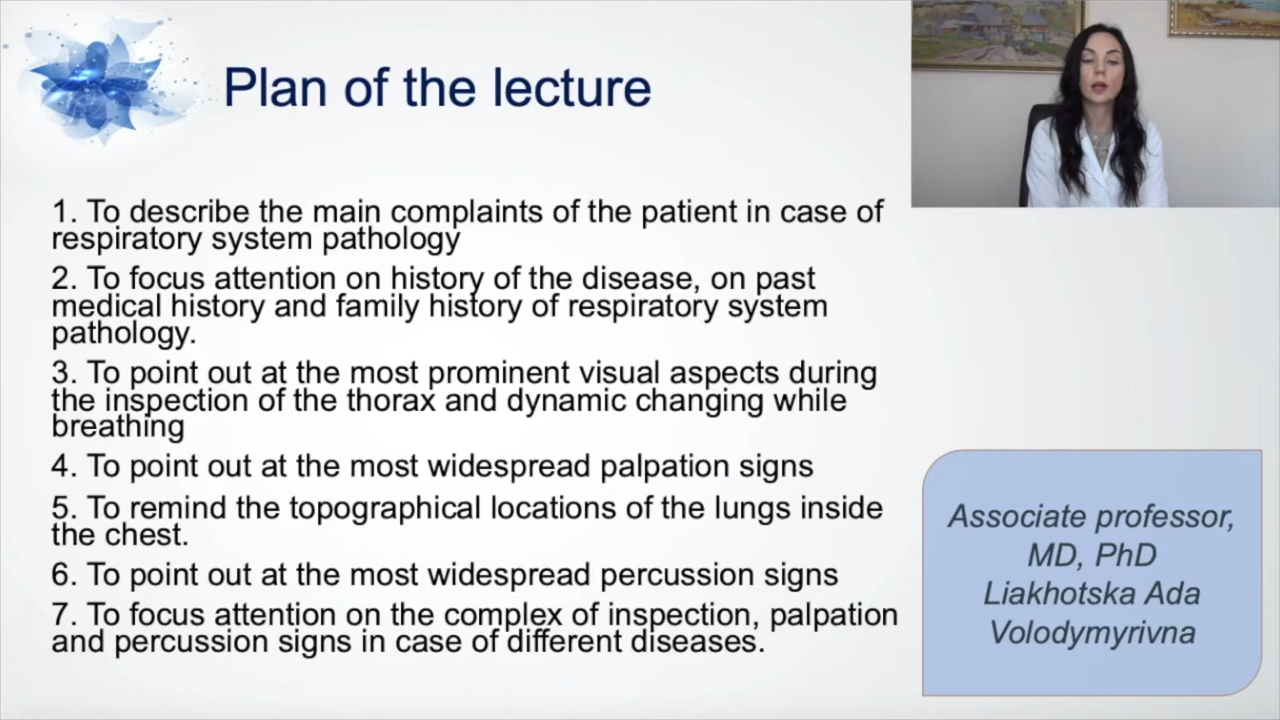 Plan of the lecture
1. To describe the main complaints of the patient in case of
respiratory system pathology
2. To focus attention on history of the disease, on past
medical history and family history of respiratory system
pathology.
3. To point out at the most prominent visual aspects during
the inspection of the thorax and dynamic changing while
breathing
4. To point out at the most widespread palpation signs
5. To remind the topographical locations of the lungs inside
the chest.
6. To point out at the most widespread percussion signs
7. To focus attention on the complex of inspection, palpation
and percussion signs in case of different diseases.
Associate professor,
MD, PhD
Liakhotska Ada
Volodymyrivna